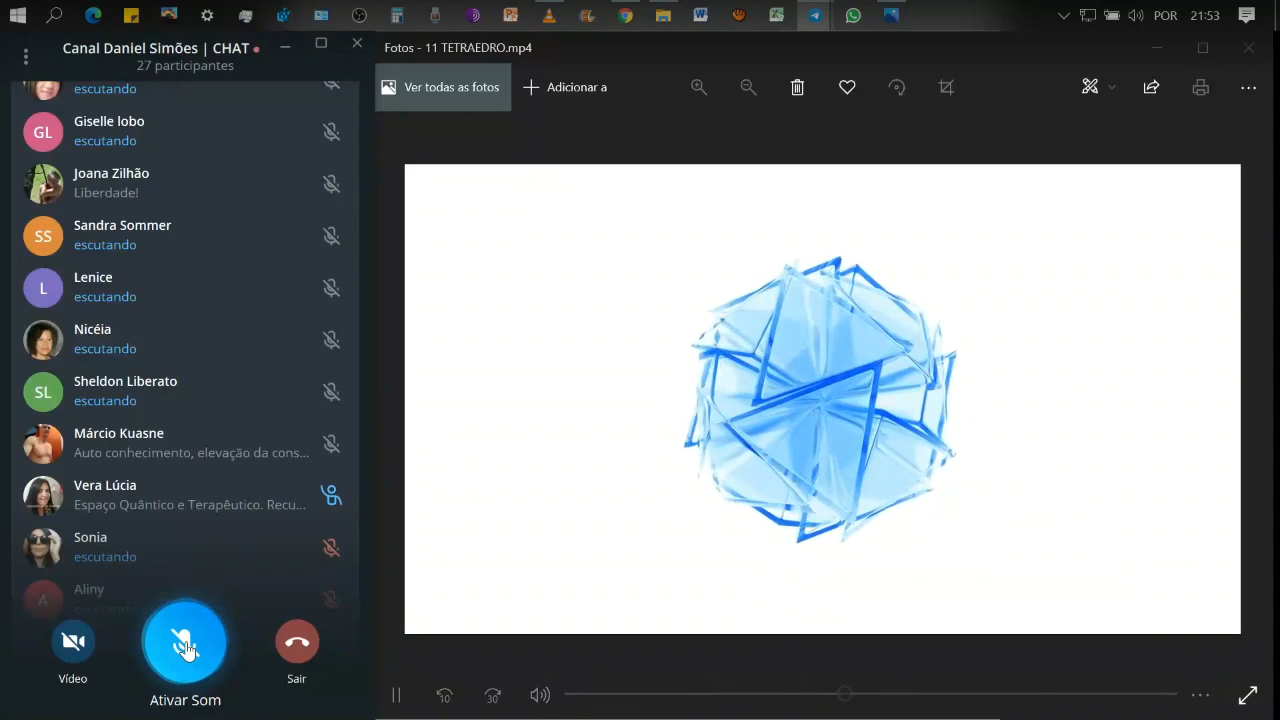 POR
21:53
Canal Daniel Simões | CHAT
27 participantes
escutando
GL
Giselle lobo
escutando
Joana Zilhão
Liberdade!
SS
Sandra Sommer
escutando
L
Lenice
escutando
Nicéia
escutando
SL
Sheldon Liberato
escutando
Márcio Kuasne
Auto conhecimento, elevação da cons...
Vera Lúcia
Espaço Quântico e Terapêutico. Recu...
Sonia
escutando
A
Aliny
escutando
Vídeo
Ativar Som
Sair
Fotos - 11 TETRAEDRO.mp4
Ver todas as fotos
Adicionar a
10
30